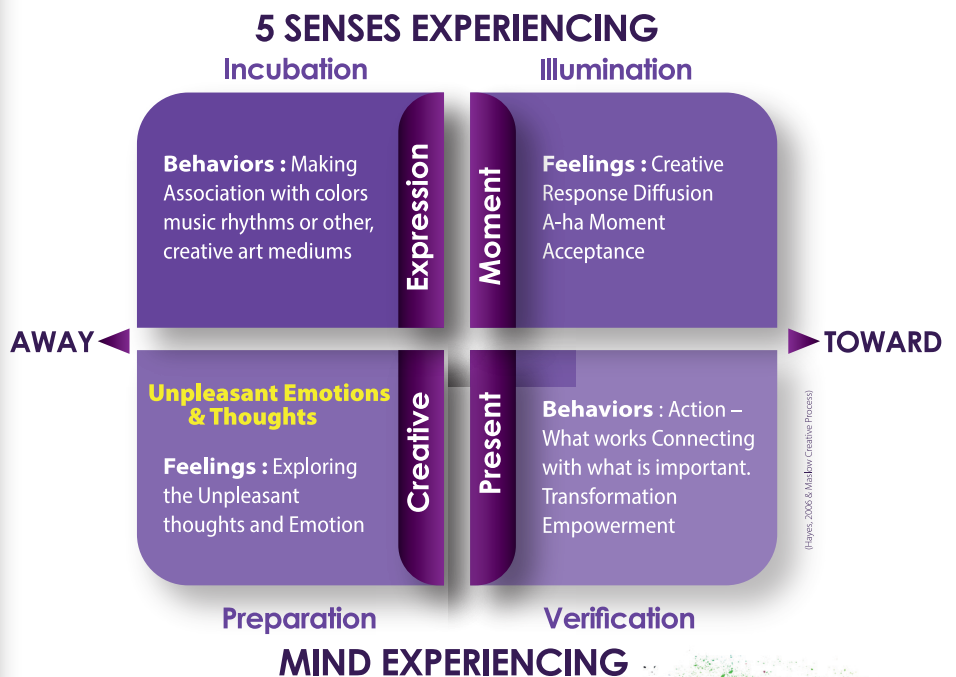 5 SENSES EXPERIENCING
Incubation
Illumination
Behaviors : Making
Association with colors
music rhythms or other,
creative art mediums
Expression
Moment
Feelings : Creative
Response Diffusion
A-ha Moment
Acceptance
AWAY
TOWARD
Unpleasant Emotions
& Thoughts
Feelings : Exploring
the Unpleasant
thoughts and Emotion
Creative
Present
Behaviors : Action –
What works Connecting
with what is important.
Transformation
Empowerment
(Hayes, 2006 & Maslow Creative Process)
Preparation
Verification
MIND EXPERIENCING